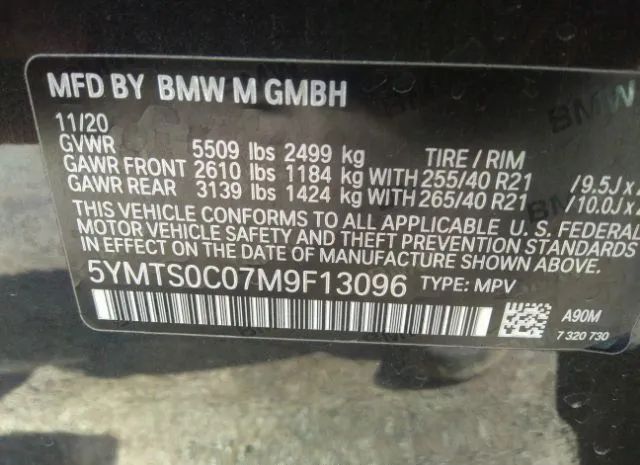 MFD BY BMW M GMBH
11/20
GVWR 5509 lbs 2499 kg TIRE / RIM
GAWR FRONT 2610 lbs 1184 kg WITH 255/40 R21 /9.5J x
GAWR REAR 3139 lbs 1424 kg WITH 265/40 R21 /10.0J x
THIS VEHICLE CONFORMS TO ALL APPLICABLE U.S. FEDERAL
MOTOR VEHICLE SAFETY AND THEFT PREVENTION STANDARDS
IN EFFECT ON THE DATE OF MANUFACTURE SHOWN ABOVE.
5YMTS0C07M9F13096 TYPE: MPV
A90M
7 320 730
BMW